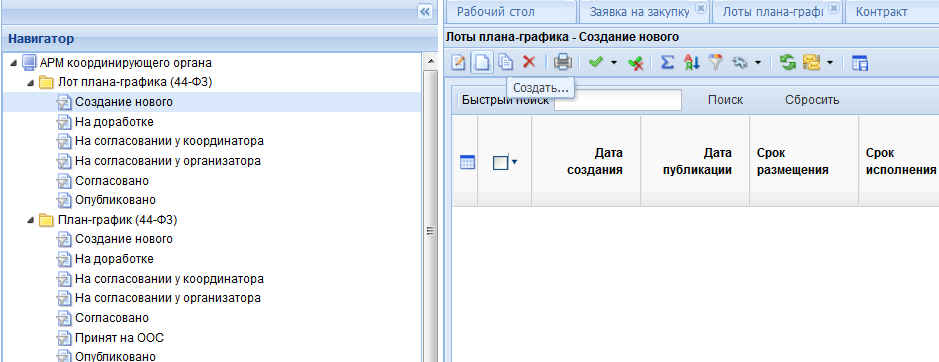 Рабочий стол
Заявка на закупку
Лоты плана-графи
Контракт
Навигатор
АРМ координирующего органа
Лот плана-графика (44-ФЗ)
Создание нового
На доработке
На согласовании у координатора
На согласовании у организатора
Согласовано
Опубликовано
План-график (44-ФЗ)
Создание нового
На доработке
На согласовании у координатора
На согласовании у организатора
Согласовано
Принят на ООС
Опубликовано
Лоты плана-графика - Создание нового
Создать...
Быстрый поиск
Поиск
Сбросить
Дата создания
Дата публикации
Срок размещения
Срок исполнения